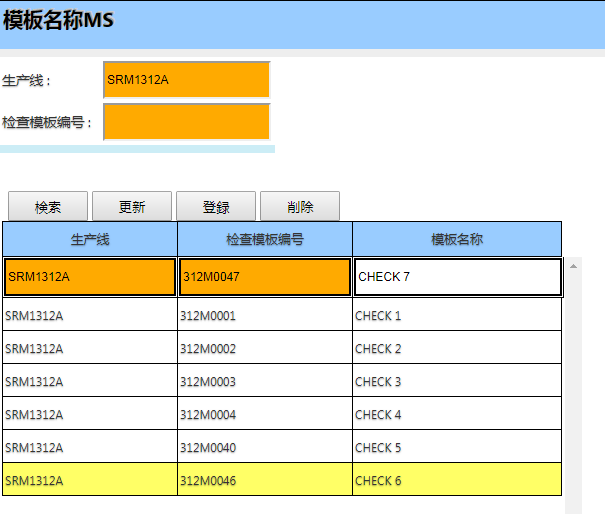 模板名称MS
生产线 : SRM1312A
检查模板编号 :
検索 更新 登録 削除
生产线 检查模板编号 模板名称
SRM1312A 312M0047 CHECK 7
SRM1312A 312M0001 CHECK 1
SRM1312A 312M0002 CHECK 2
SRM1312A 312M0003 CHECK 3
SRM1312A 312M0004 CHECK 4
SRM1312A 312M0040 CHECK 5
SRM1312A 312M0046 CHECK 6